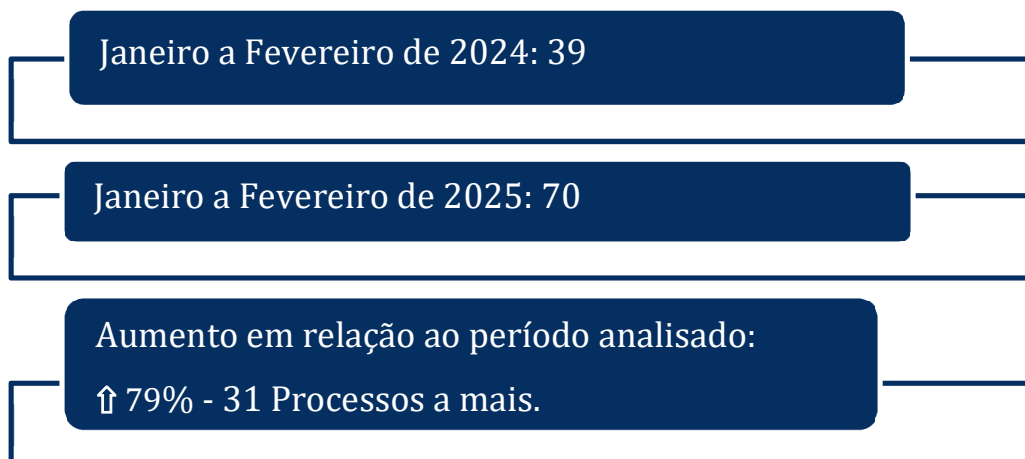 Janeiro a Fevereiro de 2024: 39
Janeiro a Fevereiro de 2025: 70
Aumento em relação ao período analisado:
⇧ 79% - 31 Processos a mais.